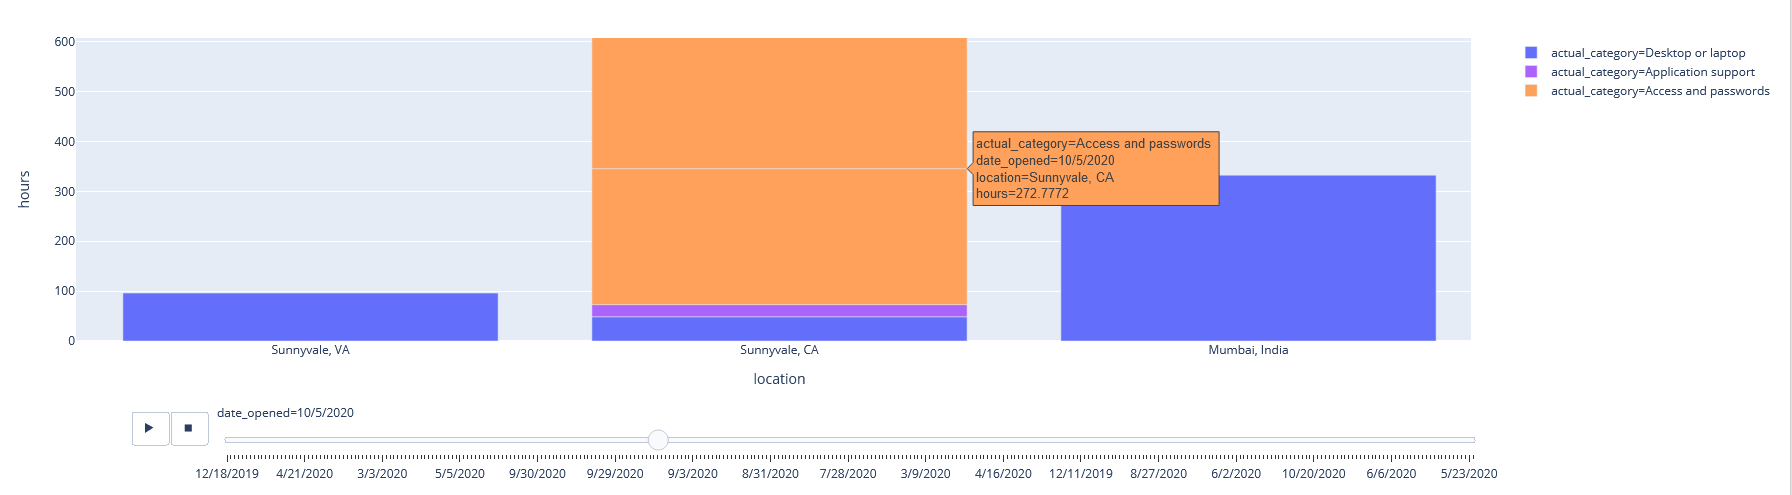 600
500
400
300
200
100
0
hours
actual_category=Desktop or laptop
actual_category=Application support
actual_category=Access and passwords
actual_category=Access and passwords
date_opened=10/5/2020
location=Sunnyvale, CA
hours=272.7772
Sunnyvale, VA
Sunnyvale, CA
Mumbai, India
location
date_opened=10/5/2020
12/18/2019 4/21/2020 3/3/2020 5/5/2020 9/30/2020 9/29/2020 9/3/2020 8/31/2020 7/28/2020 3/9/2020 4/16/2020 12/11/2019 8/27/2020 6/2/2020 10/20/2020 6/6/2020 5/23/2020